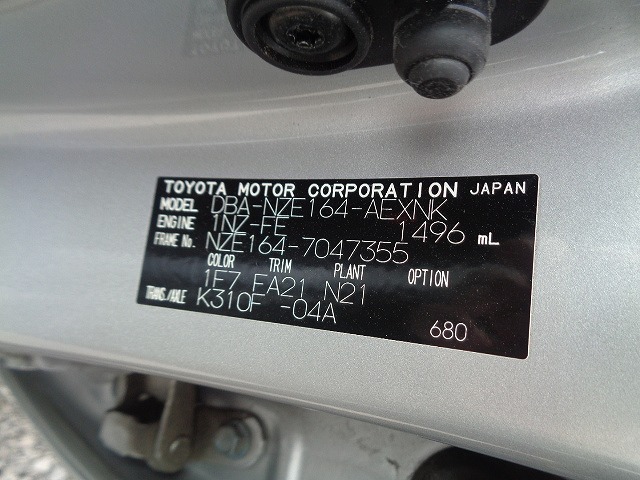 TOYOTA MOTOR CORPORATION JAPAN
MODEL DBA-NZE164-AEXNK
ENGINE 1NZ-FE 1496 mL
FRAME No. NZE164-7047355
COLOR TRIM PLANT OPTION
1F7 EA21 N21
TRANS./AXLE K310F -04A
680